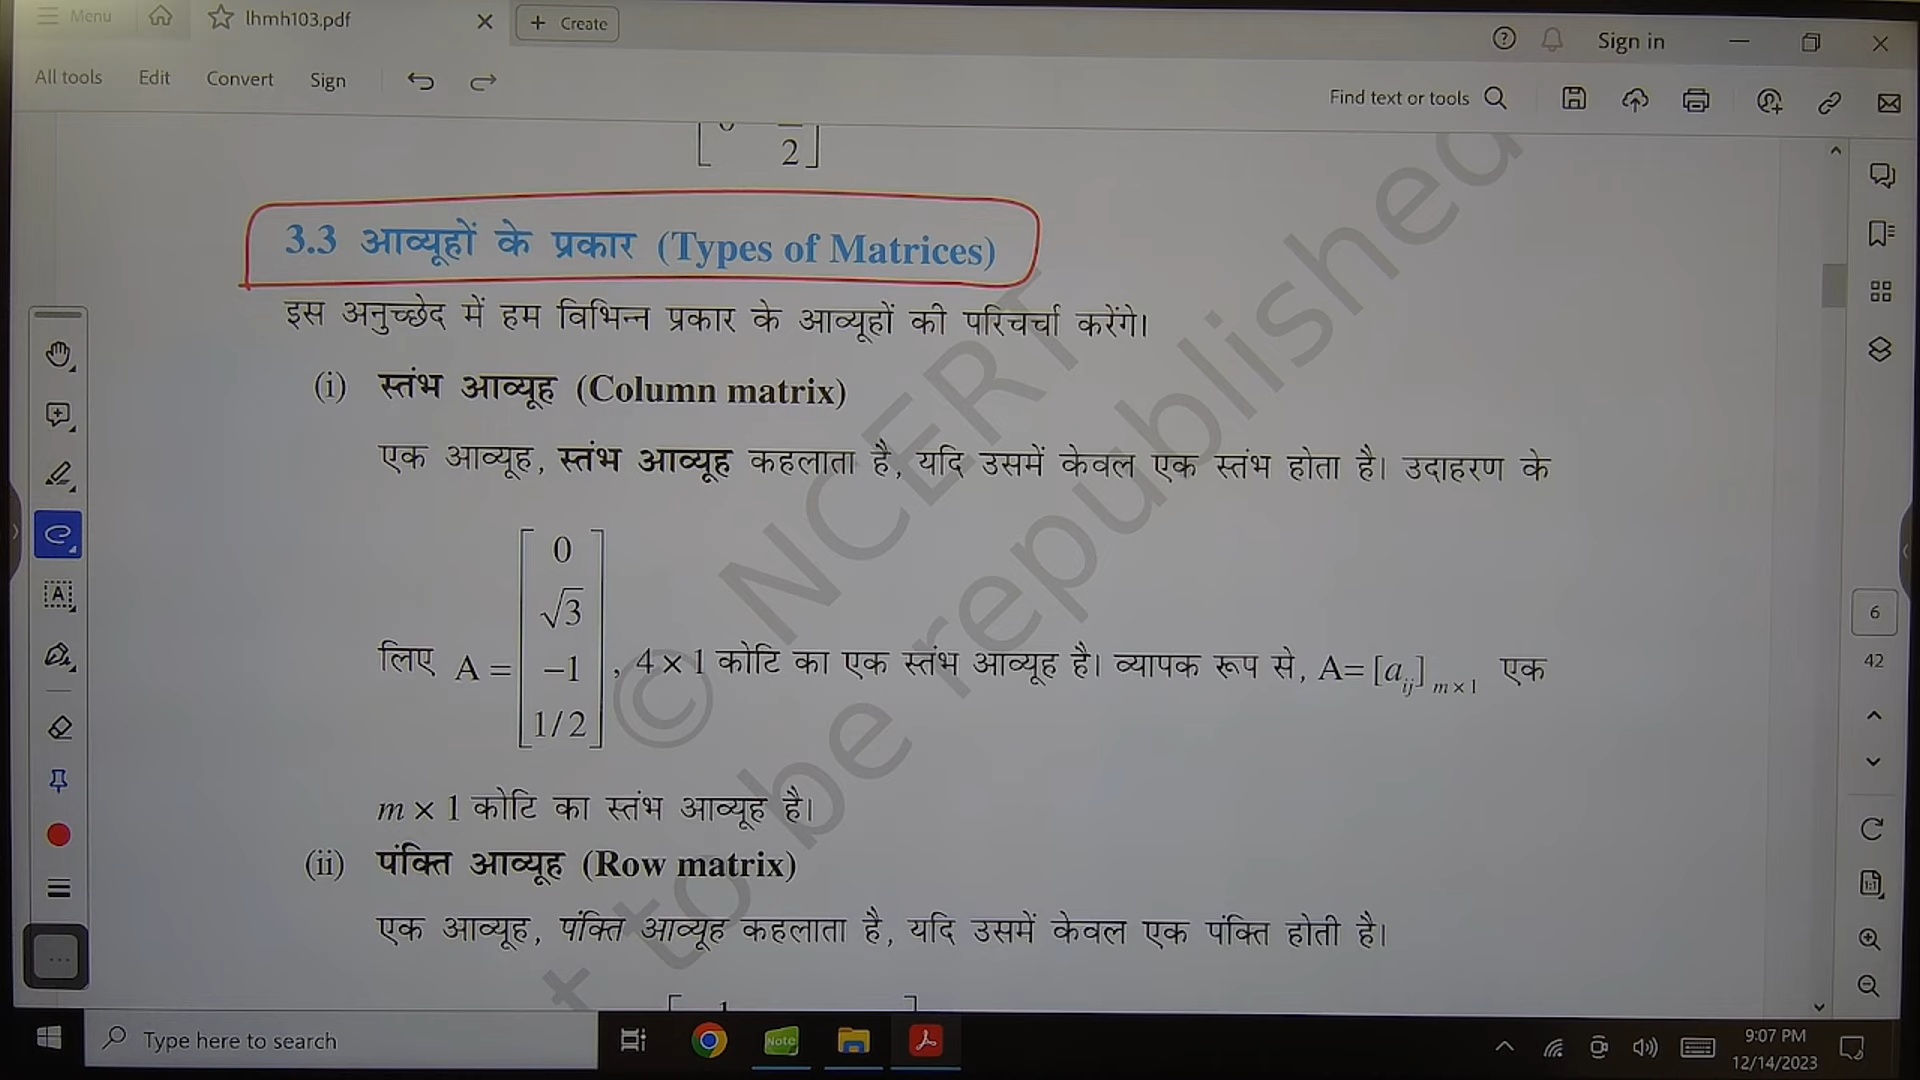 Menu
lhmh103.pdf
+ Create
Sign in
All tools Edit Convert Sign
Find text or tools
2
3.3 आव्यूहों के प्रकार (Types of Matrices)
इस अनुच्छेद में हम विभिन्न प्रकार के आव्यूहों की परिचर्चा करेंगे।
(i) स्तंभ आव्यूह (Column matrix)
एक आव्यूह, स्तंभ आव्यूह कहलाता है, यदि उसमें केवल एक स्तंभ होता है। उदाहरण के
0
√3
लिए A = −1 , 4 × 1 कोटि का एक स्तंभ आव्यूह है। व्यापक रूप से, A= [aij] m × 1 एक
1/2
m × 1 कोटि का स्तंभ आव्यूह है।
(ii) पंक्ति आव्यूह (Row matrix)
एक आव्यूह, पंक्ति आव्यूह कहलाता है, यदि उसमें केवल एक पंक्ति होती है।
© NCERT
to be republished
6
42
Type here to search
Note
9:07 PM
12/14/2023